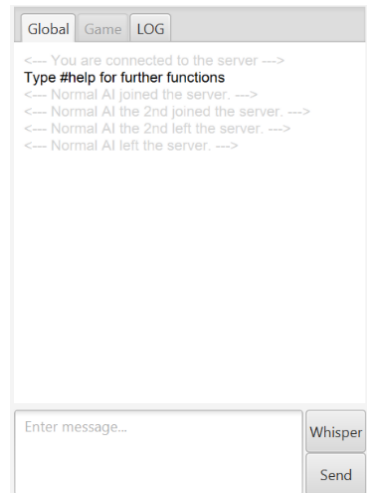 Global Game LOG
<--- You are connected to the server --->
Type #help for further functions
<--- Normal AI joined the server. --->
<--- Normal AI the 2nd joined the server. --->
<--- Normal AI the 2nd left the server. --->
<--- Normal AI left the server. --->
Enter message...
Whisper
Send